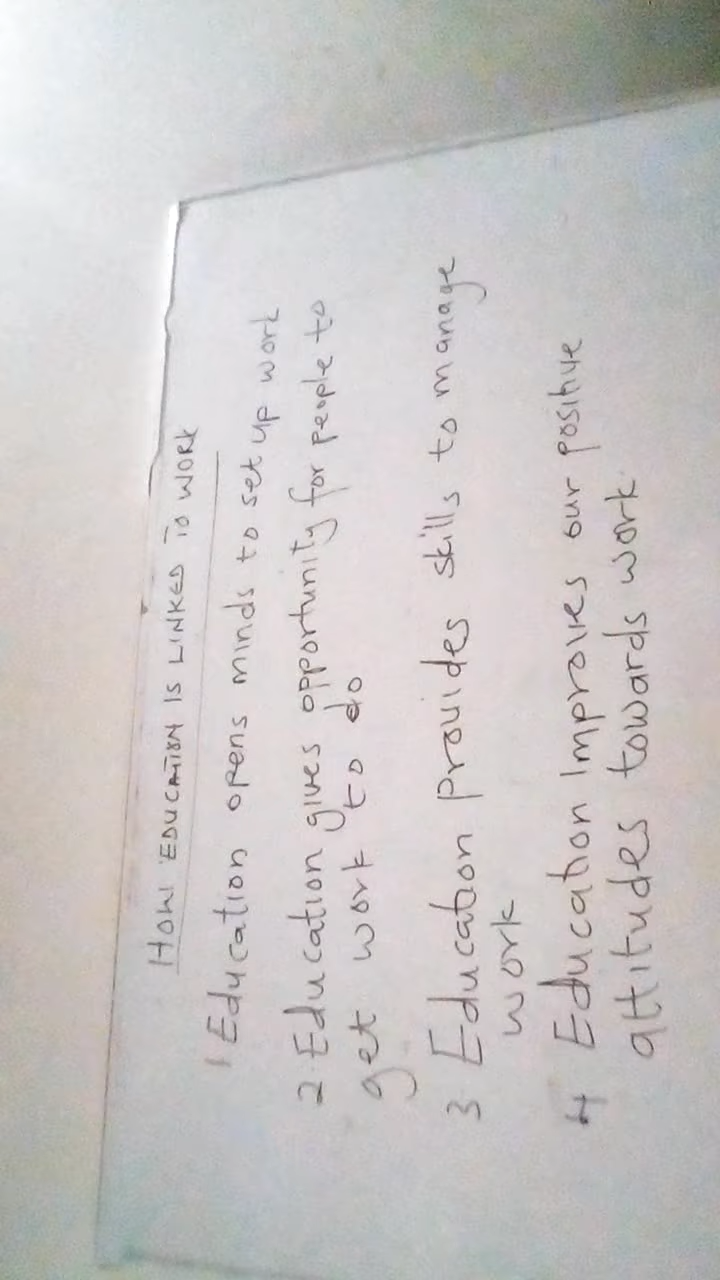 HOW EDUCATION IS LINKED TO WORK
1 Education opens minds to set up work
2. Education gives opportunity for people to
get work to do
3 Education provides skills to manage
work
4 Education Improves our positive
attitudes towards work.